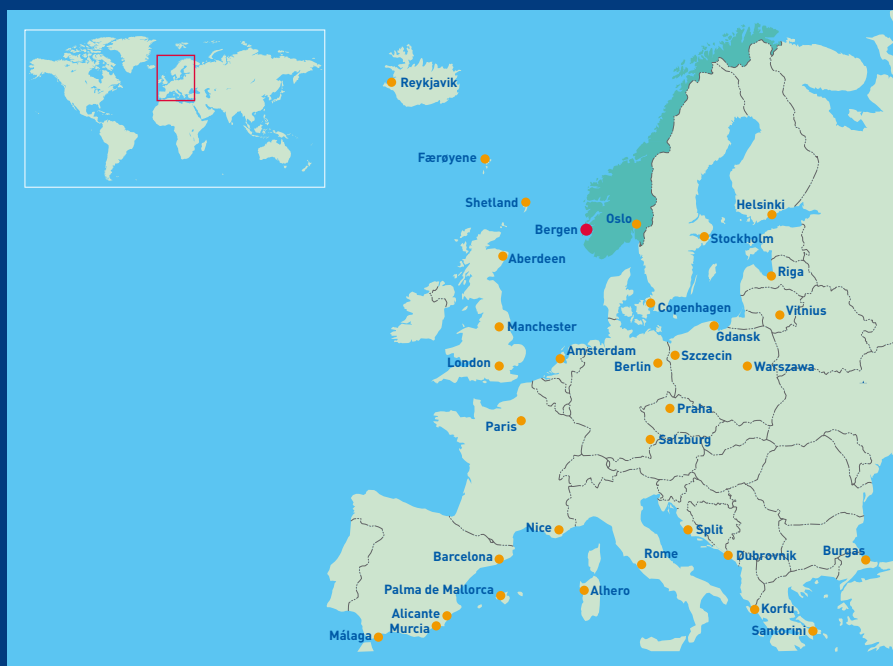 Reykjavik
Færøyene
Shetland
Bergen
Oslo
Helsinki
Stockholm
Aberdeen
Riga
Copenhagen
Vilnius
Manchester
Gdansk
Amsterdam
Szczecin
London
Berlin
Warszawa
Praha
Paris
Salzburg
Nice
Split
Barcelona
Rome
Dubrovnik
Burgas
Palma de Mallorca
Alhero
Alicante
Korfu
Murcia
Santorini
Málaga